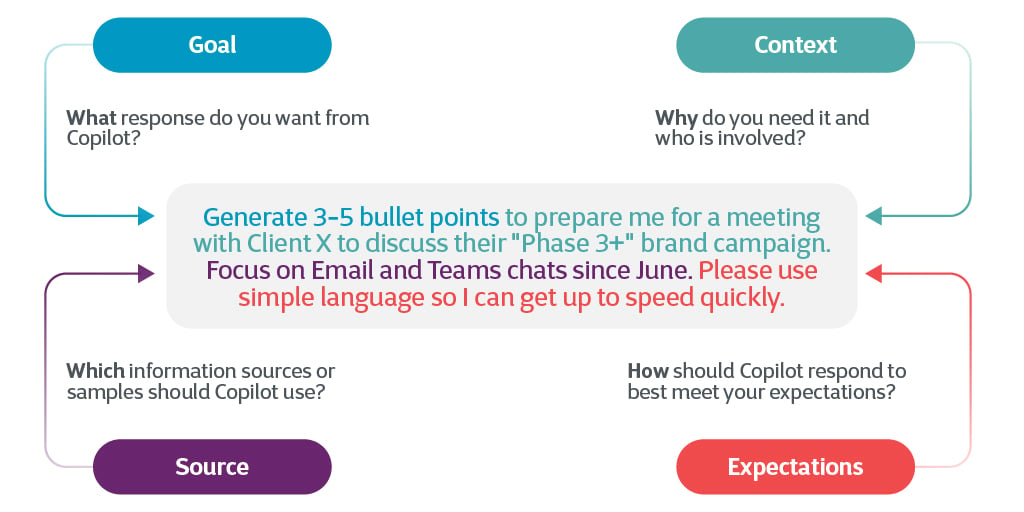 Goal
Context
What response do you want from
Copilot?
Why do you need it and
who is involved?
Generate 3-5 bullet points to prepare me for a meeting
with Client X to discuss their "Phase 3+" brand campaign.
Focus on Email and Teams chats since June. Please use
simple language so I can get up to speed quickly.
Which information sources or
samples should Copilot use?
How should Copilot respond to
best meet your expectations?
Source
Expectations